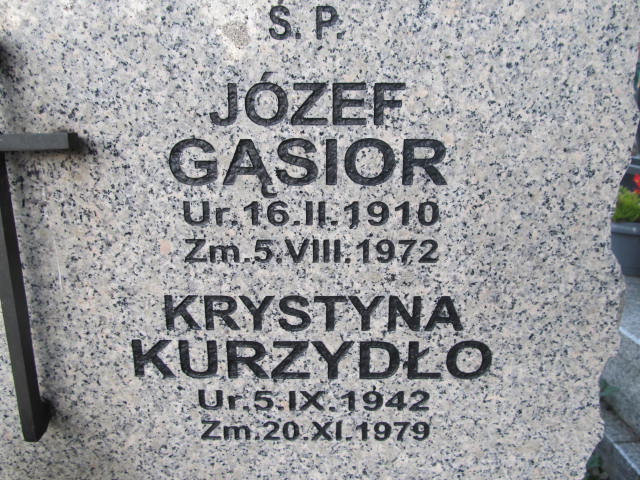 Ś. P.
JÓZEF
GĄSIOR
Ur.16.II.1910
Zm.5.VIII.1972
KRYSTYNA
KURZYDŁO
Ur.5.IX.1942
Zm.20.XI.1979